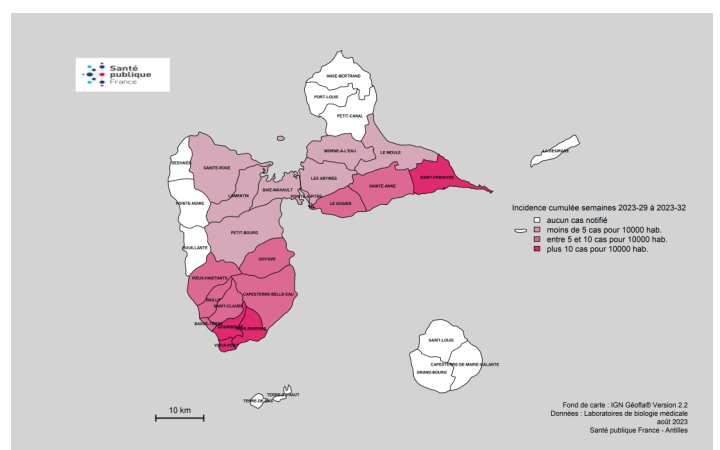 Santé
publique
France
ANSE-BERTRAND
PORT-LOUIS
PETIT-CANAL
LA DESIRADE
DESHAIES
SAINTE-ROSE
MORNE-A-L'EAU
LE MOULE
LES ABYMES
SAINT-FRANCOIS
LAMENTIN
BAIE-MAHAULT
SAINTE-ANNE
POINTE-A-PITRE
POINTE-NOIRE
LE GOSIER
Incidence cumulée semaines 2023-29 à 2023-32
aucun cas notifié
moins de 5 cas pour 10000 hab.
entre 5 et 10 cas pour 10000 hab.
plus 10 cas pour 10000 hab.
PETIT-BOURG
BOUILLANTE
GOYAVE
VIEUX-HABITANTS
CAPESTERRE-BELLE-EAU
BAILLIF
SAINT-CLAUDE
BASSE-TERRE
GOURBEYRE
TROIS-RIVIERES
VIEUX-FORT
SAINT-LOUIS
CAPESTERRE-DE-MARIE-GALANTE
GRAND-BOURG
TERRE-DE-HAUT
TERRE-DE-BAS
10 km
Fond de carte : IGN Géofla® Version 2.2
Données : Laboratoires de biologie médicale
août 2023
Santé publique France - Antilles